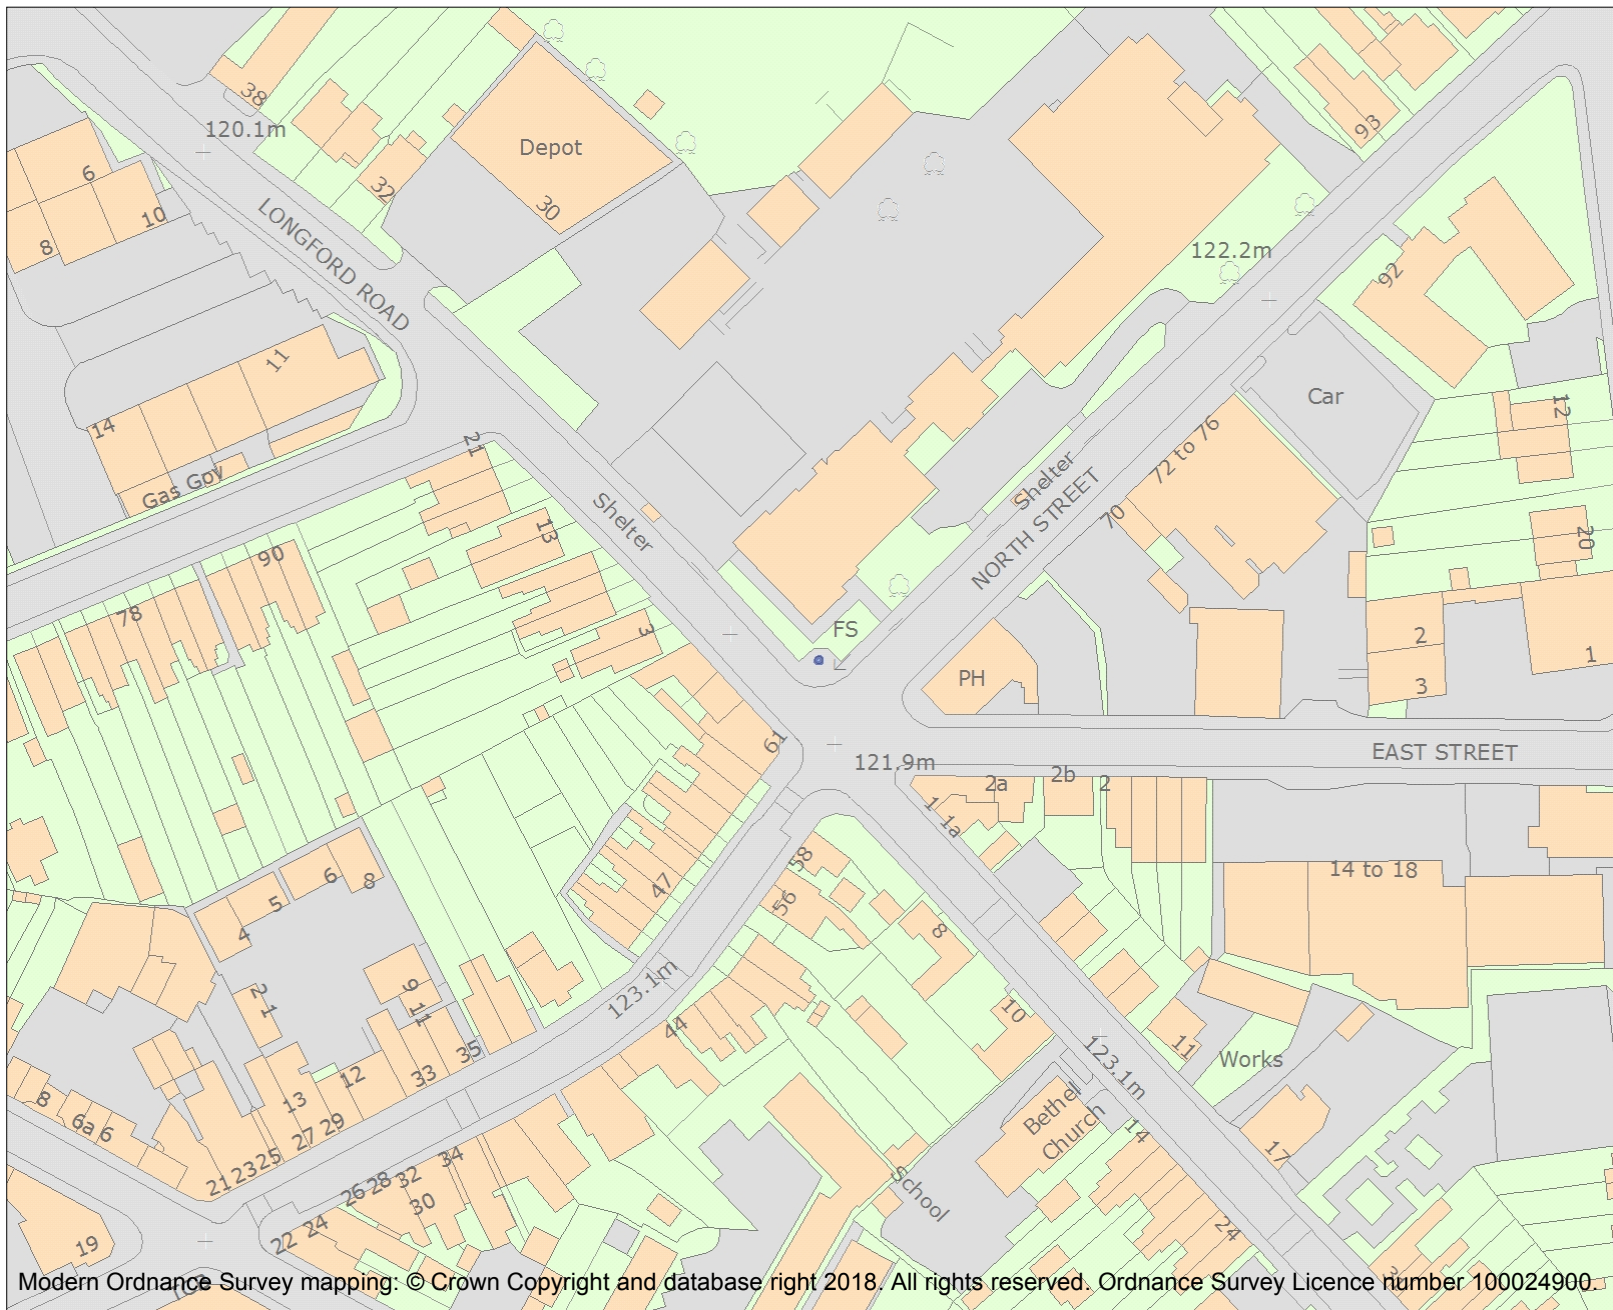 38
120.1m
Depot
93
6
32
10
30
8
LONGFORD ROAD
122.2m
92
11
Car
12
14
21
72 to 76
Gas Gov
Shelter
Shelter
NORTH STREET
70
13
20
90
78
FS
3
2
1
PH
3
61
121.9m
EAST STREET
2a
2b
2
1
1a
58
14 to 18
6
8
47
56
5
4
8
9
11
2
1
123.1m
10
44
35
11
123.1m
Works
12
33
13
Bethel
Church
8
6a 6
27 29
14
17
21 23 25
34
32
26 28
30
School
24
22 24
19
Modern Ordnance Survey mapping: © Crown Copyright and database right 2018. All rights reserved. Ordnance Survey Licence number 100024900.